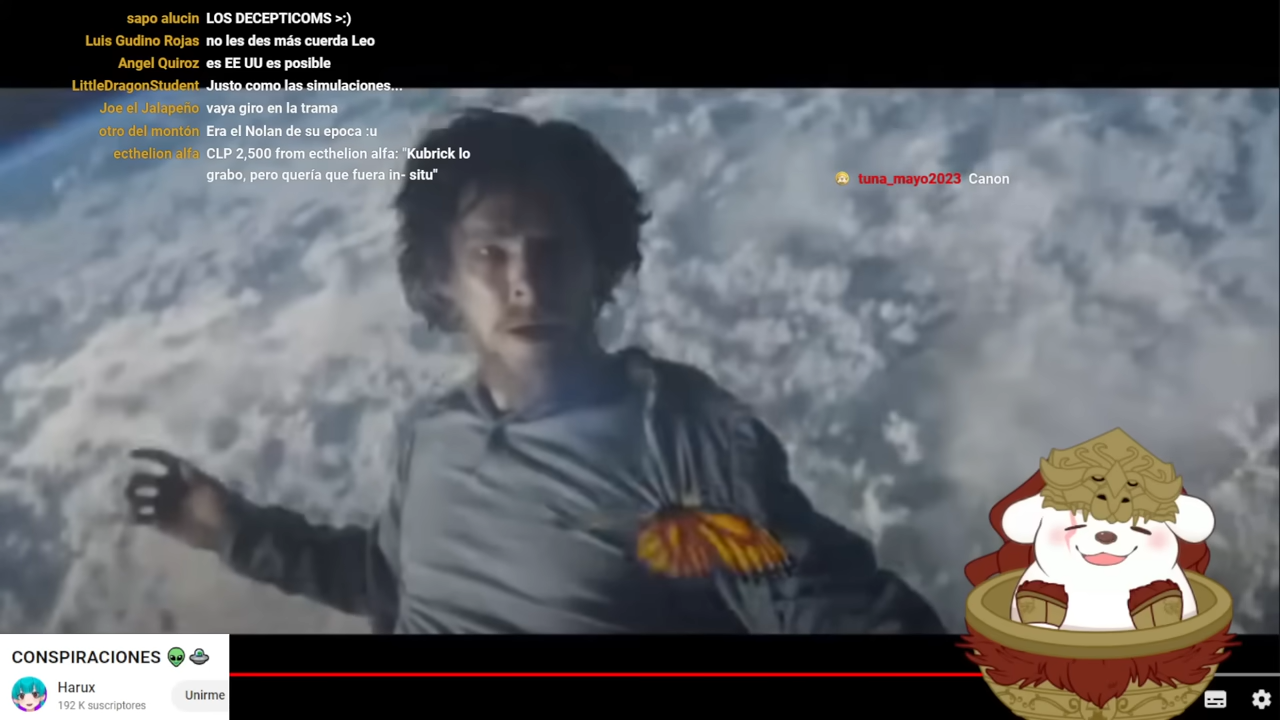 sapo alucin LOS DECEPTICOMS >:)
Luis Gudino Rojas no les des más cuerda Leo
Angel Quiroz es EE UU es posible
LittleDragonStudent Justo como las simulaciones...
Joe el Jalapeño vaya giro en la trama
otro del montón Era el Nolan de su epoca :u
ecthelion alfa CLP 2,500 from ecthelion alfa: "Kubrick lo
grabo, pero quería que fuera in- situ"
tuna_mayo2023 Canon
CONSPIRACIONES 👽🛸
Harux
192 K suscriptores
Unirme